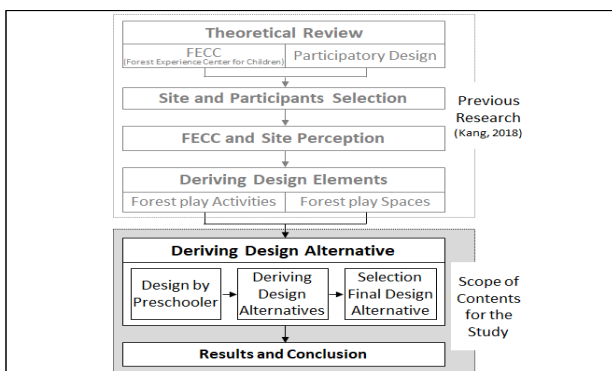 Theoretical Review
FECC
(Forest Experience Center for Children)
Participatory Design
Site and Participants Selection
FECC and Site Perception
Deriving Design Elements
Forest play Activities
Forest play Spaces
Previous
Research
(Kang, 2018)
Deriving Design Alternative
Design by
Preschooler
Deriving
Design
Alternatives
Selection
Final Design
Alternative
Results and Conclusion
Scope of
Contents
for the
Study